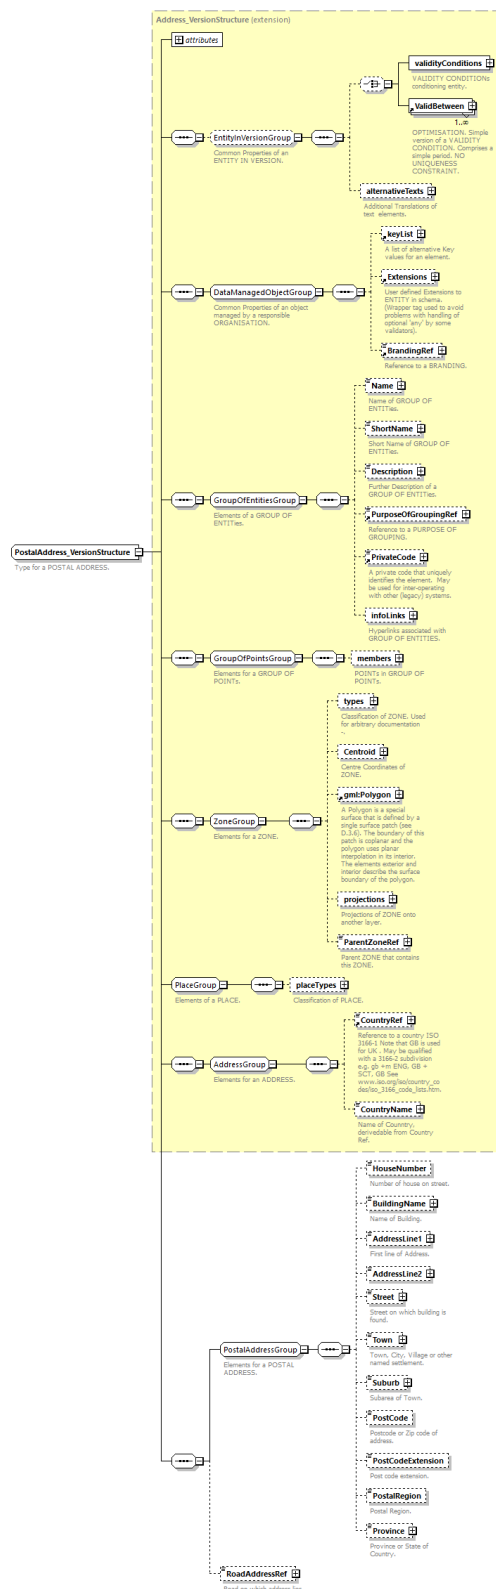 Address_VersionStructure (extension)
attributes
validityConditions
VALIDITY CONDITIONs
conditioning entity.
ValidBetween
1..∞
OPTIMISATION. Simple
version of a VALIDITY
CONDITION. Comprises a
simple period. NO
UNIQUENESS
CONSTRAINT.
EntityInVersionGroup
Common Properties of an
ENTITY IN VERSION.
alternativeTexts
Additional Translations of
text elements.
keyList
A list of alternative Key
values for an element.
Extensions
User defined Extensions to
ENTITY in schema.
(Wrapper tag used to avoid
problems with handling of
optional 'any' by some
validators).
DataManagedObjectGroup
Common Properties of an object
managed by a responsible
ORGANISATION.
BrandingRef
Reference to a BRANDING.
Name
Name of GROUP OF
ENTITies.
ShortName
Short Name of GROUP OF
ENTITies.
Description
Further Description of a
GROUP OF ENTITies.
GroupOfEntitiesGroup
Elements of a GROUP OF
ENTITies.
PurposeOfGroupingRef
Reference to a PURPOSE OF
GROUPING.
PrivateCode
A private code that uniquely
identifies the element. May
be used for inter-operating
with other (legacy) systems.
infoLinks
Hyperlinks associated with
GROUP OF ENTITIES.
PostalAddress_VersionStructure
Type for a POSTAL ADDRESS.
GroupOfPointsGroup
Elements for a GROUP OF
POINTs.
members
POINTs in GROUP OF
POINTs.
types
Classification of ZONE. Used
for arbitrary documentation
-.
Centroid
Centre Coordinates of
ZONE.
gml:Polygon
A Polygon is a special
surface that is defined by a
single surface patch (see
D.3.6). The boundary of this
patch is coplanar and the
polygon uses planar
interpolation in its interior.
The elements exterior and
interior describe the surface
boundary of the polygon.
ZoneGroup
Elements for a ZONE.
projections
Projections of ZONE onto
another layer.
ParentZoneRef
Parent ZONE that contains
this ZONE.
PlaceGroup
Elements of a PLACE.
placeTypes
Classification of PLACE.
CountryRef
Reference to a country ISO
3166-1 Note that GB is used
for UK . May be qualified
with a 3166-2 subdivision
e.g. gb +m ENG, GB +
SCT, GB See
www.iso.org/iso/country_co
des/iso_3166_code_lists.htm.
AddressGroup
Elements for an ADDRESS.
CountryName
Name of Counntry,
derivedable from Country
Ref.
HouseNumber
Number of house on street.
BuildingName
Name of Building.
AddressLine1
First line of Address.
AddressLine2
Street
Street on which building is
found.
PostalAddressGroup
Elements for a POSTAL
ADDRESS.
Town
Town, City, Village or other
named settlement.
Suburb
Subarea of Town.
PostCode
Postcode or Zip code of
address.
PostCodeExtension
Post code extension.
PostalRegion
Postal Region.
Province
Province or State of
Country.
RoadAddressRef